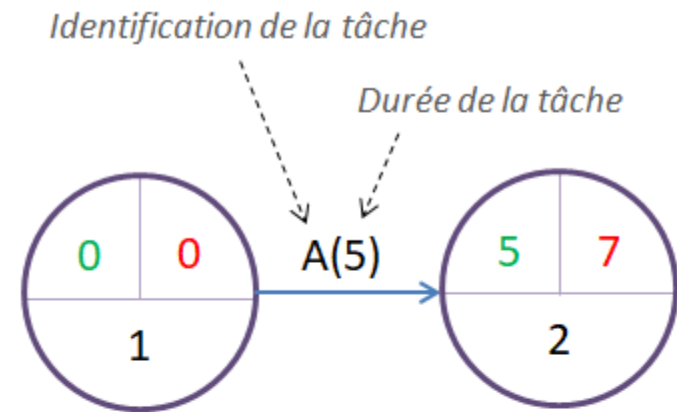 Identification de la tâche
Durée de la tâche
0 0 A(5) 5 7
1 2